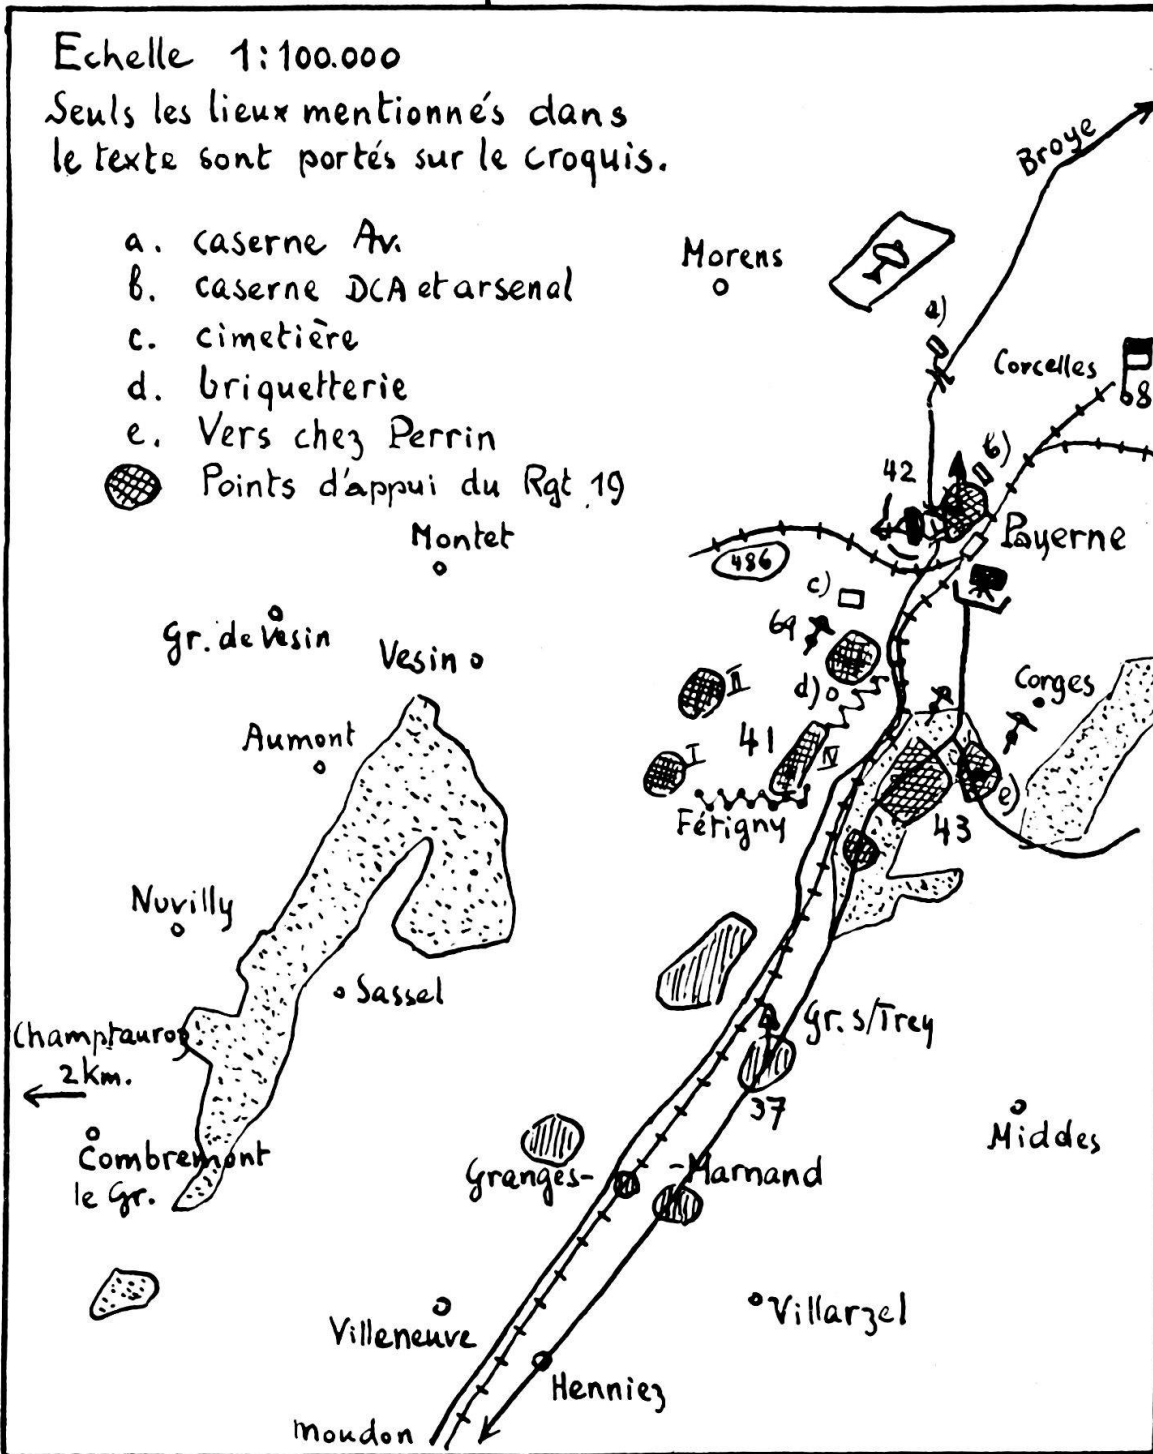 Echelle 1:100.000
Seuls les lieux mentionnés dans
le texte sont portés sur le croquis.
a. caserne Av.
b. caserne DCA et arsenal
c. cimetière
d. briquetterie
e. Vers chez Perrin
Points d'appui du Rgt 19
Broye
Morens
a)
Corcelles
68
b)
42
Payerne
Montet
486
c)
Gr. de Vesin
69
Vesin
II
d)
Corges
Aumont
41
I
IV
e)
Fétigny
43
Nuvilly
Sassel
Gr. s/Trey
Champtauroz
2 km.
37
Middes
Combremont
le Gr.
Granges-
-Marnand
Villarzel
Villeneuve
Henniez
Moudon